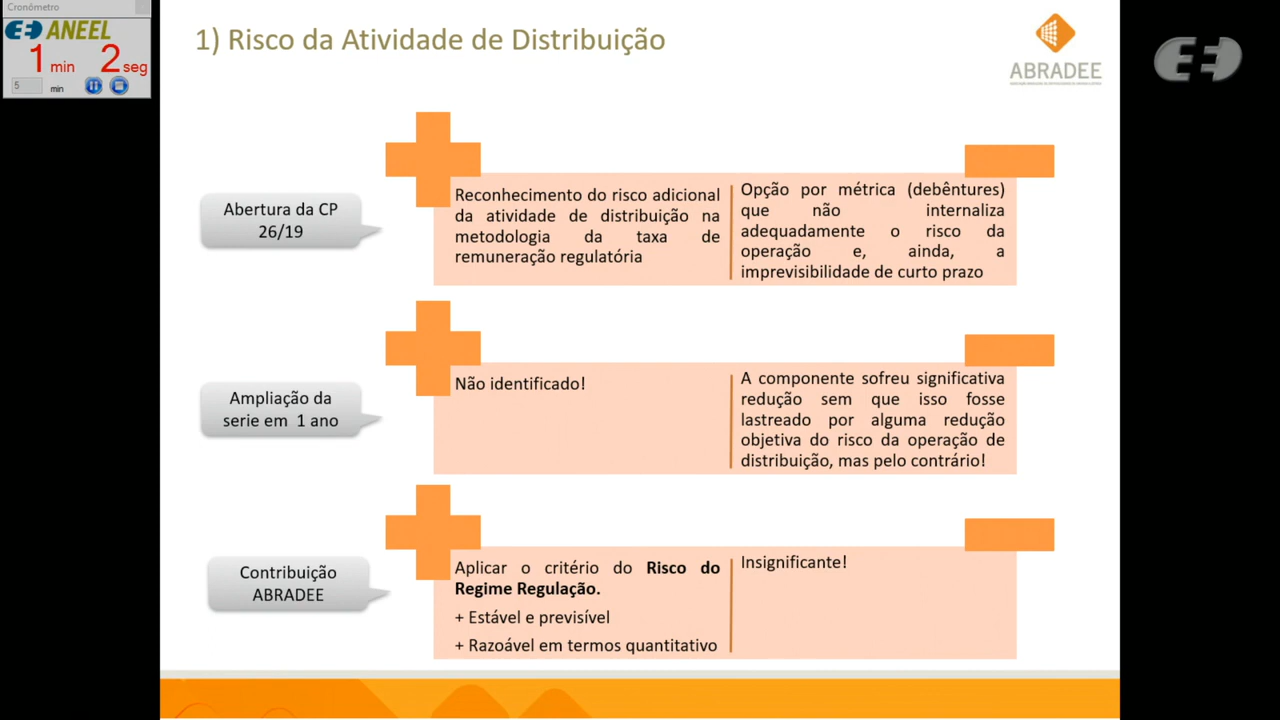 Cronômetro
ANEEL
1 min 2 seg
5 min
1) Risco da Atividade de Distribuição
ABRADEE
Abertura da CP
26/19
Reconhecimento do risco adicional
da atividade de distribuição na
metodologia da taxa de
remuneração regulatória
Opção por métrica (debêntures)
que não internaliza
adequadamente o risco da
operação e, ainda, a
imprevisibilidade de curto prazo
Ampliação da
serie em 1 ano
Não identificado!
A componente sofreu significativa
redução sem que isso fosse
lastreado por alguma redução
objetiva do risco da operação de
distribuição, mas pelo contrário!
Contribuição
ABRADEE
Aplicar o critério do Risco do
Regime Regulação.
+ Estável e previsível
+ Razoável em termos quantitativo
Insignificante!